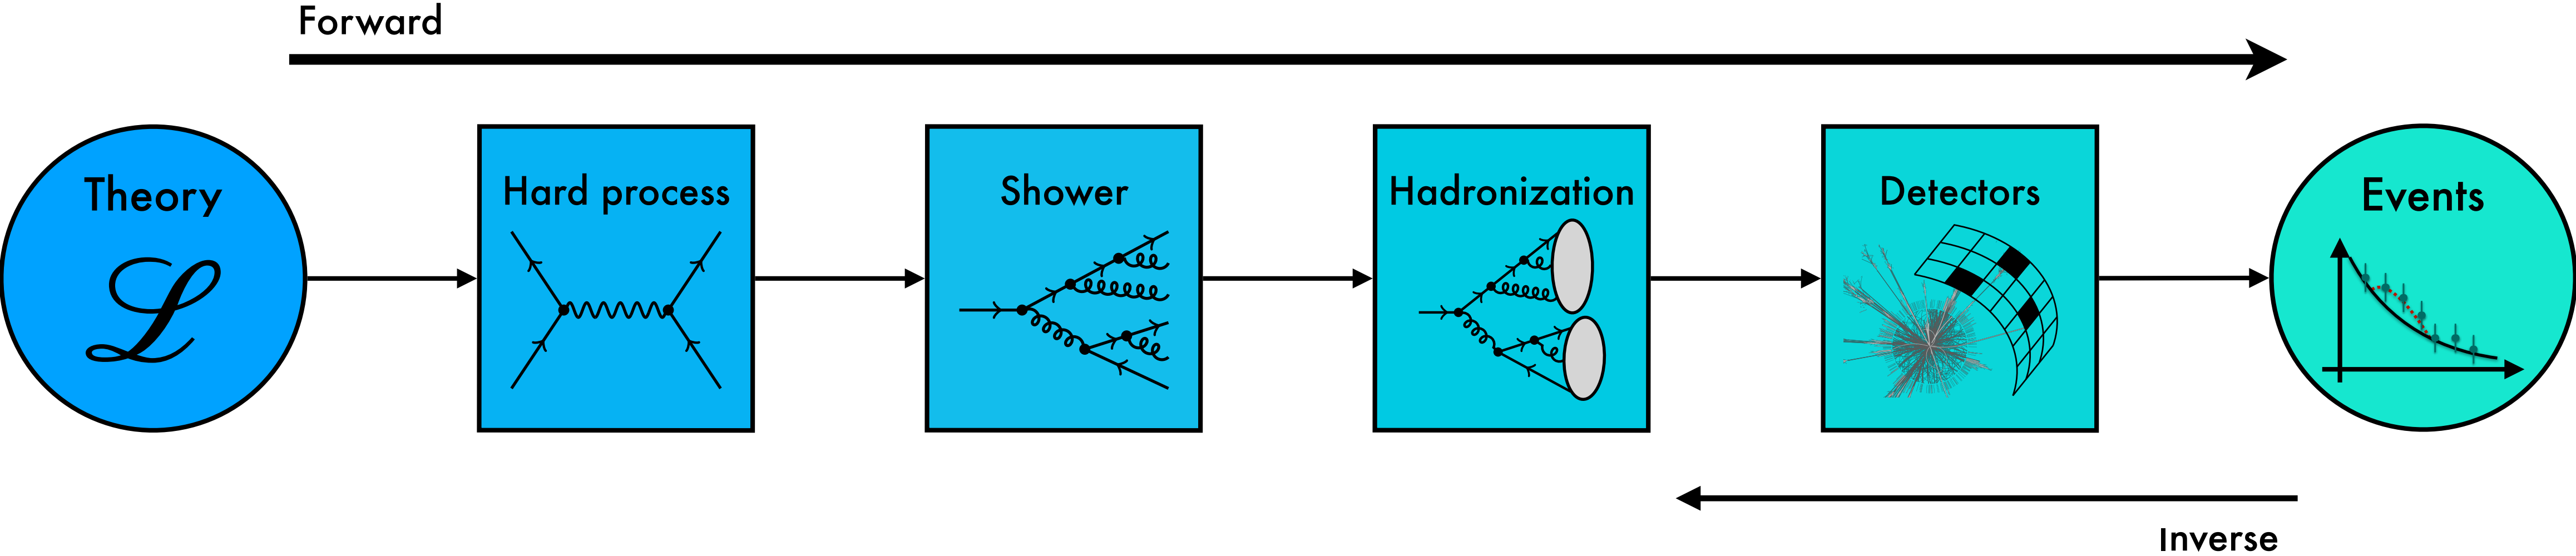 Forward
Theory
ℒ
Hard process
Shower
Hadronization
Detectors
Events
Inverse